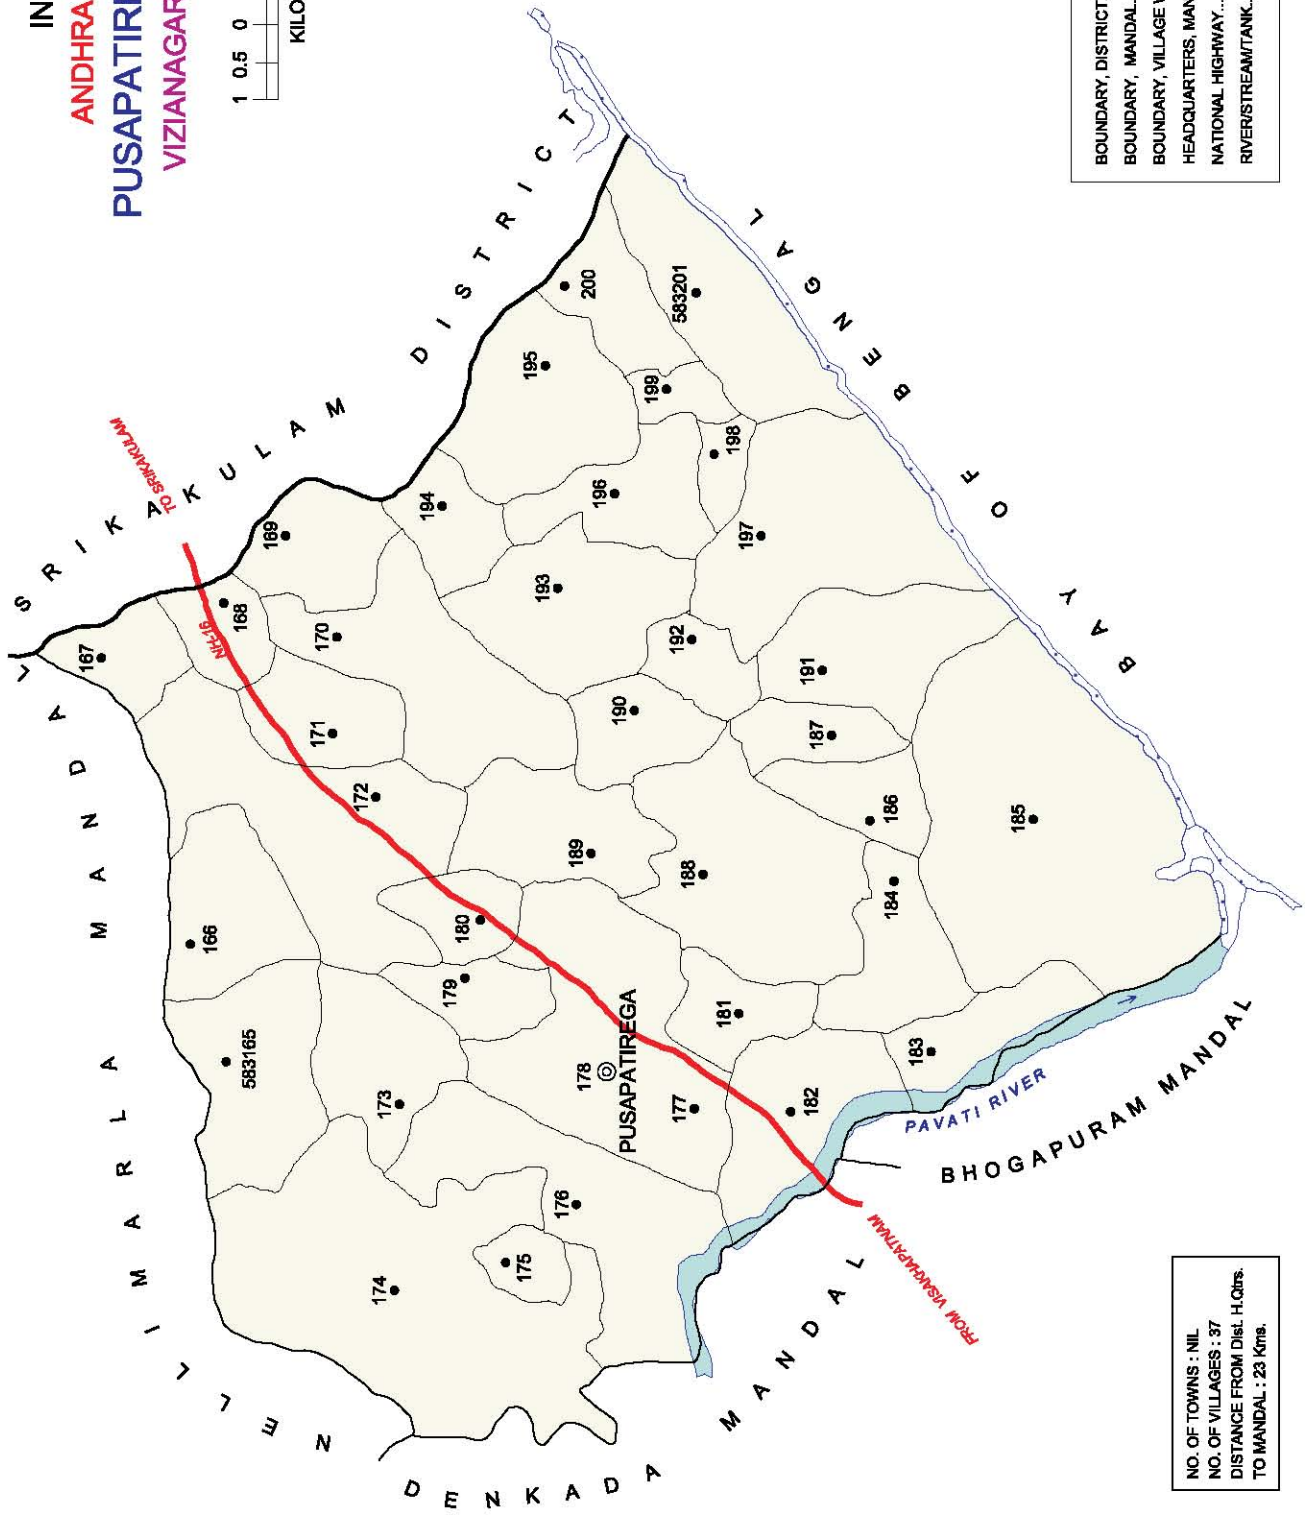 IN
ANDHRA
PUSAPATIRE
VIZIANAGAR
1 0.5 0
KILO
SRIKAKULAM DISTRICT
TO SRIKAKULAM
NH-16
NELLIMARLA MANDAL
DENKADA MANDAL
BHOGAPURAM MANDAL
BAY OF BENGAL
PAVATI RIVER
FROM VISAKHAPATNAM
PUSAPATIREGA
583165
166
167
168
169
170
171
172
173
174
175
176
177
178
179
180
181
182
183
184
185
186
187
188
189
190
191
192
193
194
195
196
197
198
199
200
583201
BOUNDARY, DISTRICT
BOUNDARY, MANDAL.
BOUNDARY, VILLAGE
HEADQUARTERS, MAN
NATIONAL HIGHWAY...
RIVER/STREAM/TANK..
NO. OF TOWNS : NIL
NO. OF VILLAGES : 37
DISTANCE FROM Dist. H.Qtrs.
TO MANDAL : 23 Kms.